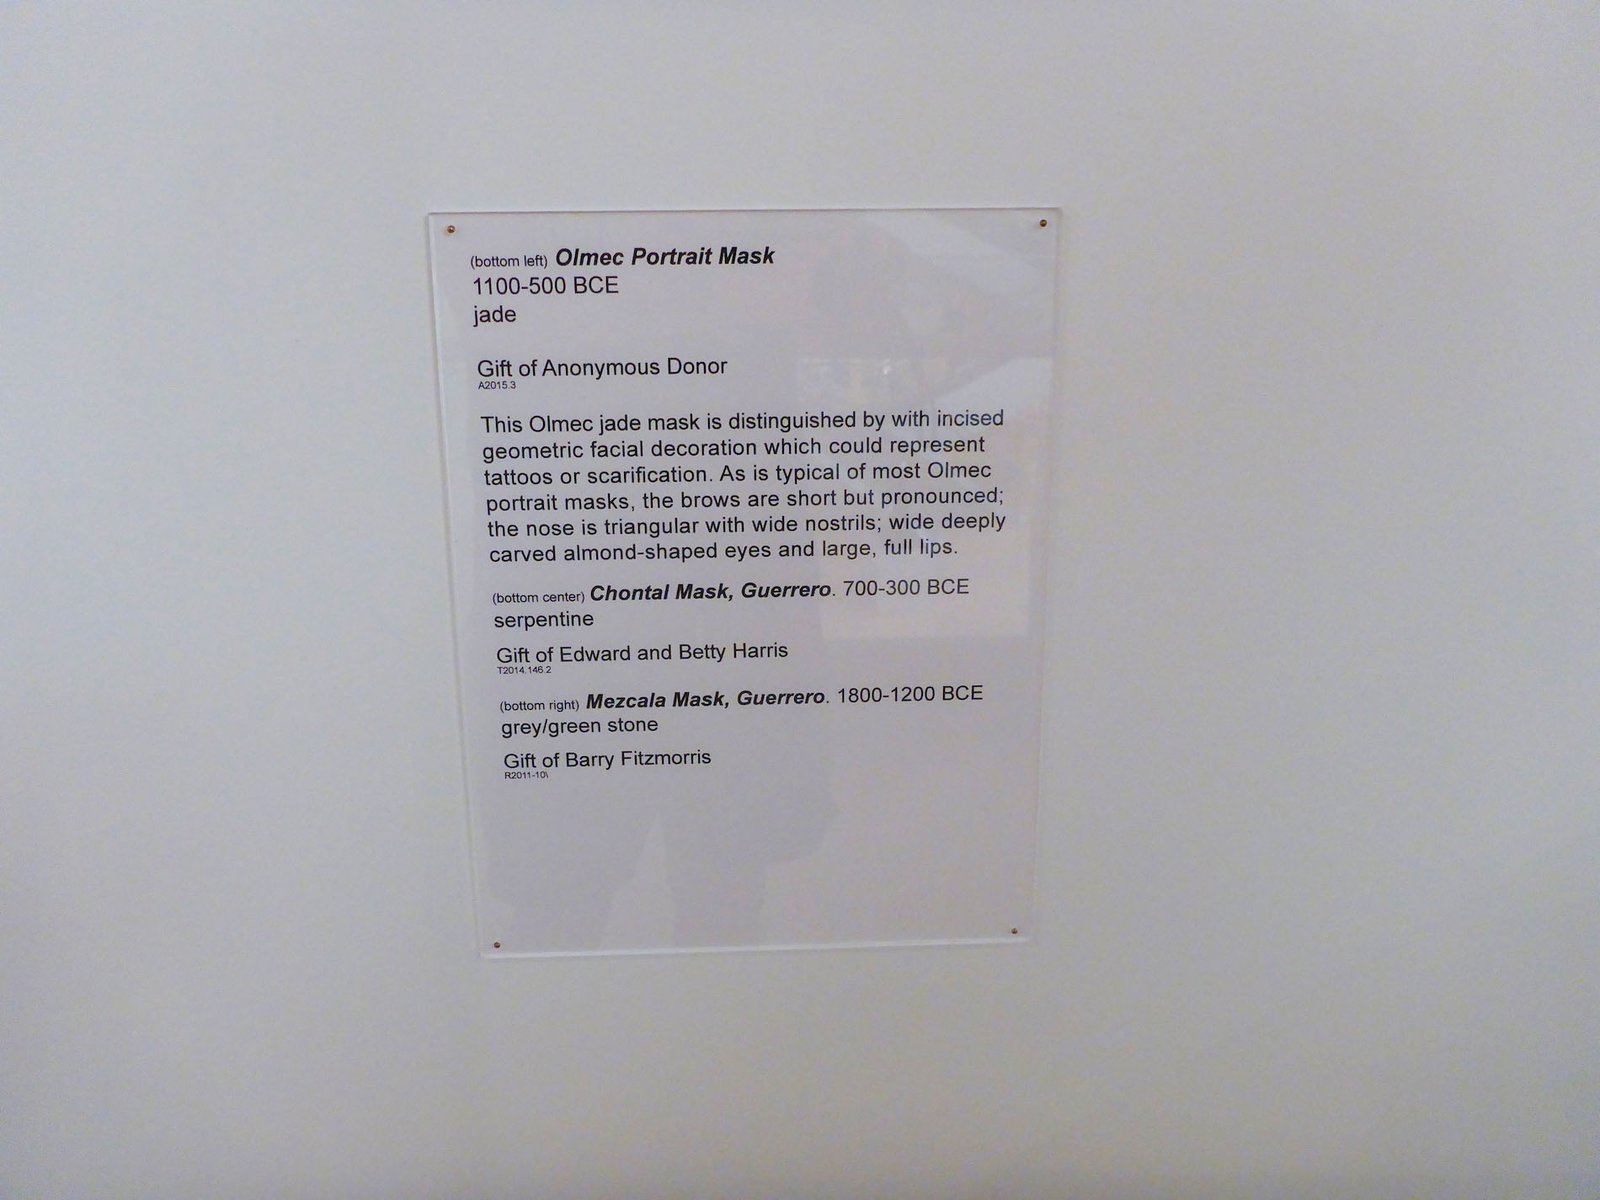 (bottom left) Olmec Portrait Mask
1100-500 BCE
jade
Gift of Anonymous Donor
A2015.3
This Olmec jade mask is distinguished by with incised
geometric facial decoration which could represent
tattoos or scarification. As is typical of most Olmec
portrait masks, the brows are short but pronounced;
the nose is triangular with wide nostrils; wide deeply
carved almond-shaped eyes and large, full lips.
(bottom center) Chontal Mask, Guerrero. 700-300 BCE
serpentine
Gift of Edward and Betty Harris
T2014.146.2
(bottom right) Mezcala Mask, Guerrero. 1800-1200 BCE
grey/green stone
Gift of Barry Fitzmorris
R2011-10\